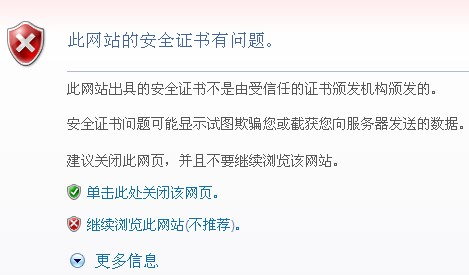 此网站的安全证书有问题。
此网站出具的安全证书不是由受信任的证书颁发机构颁发的。
安全证书问题可能显示试图欺骗您或截获您向服务器发送的数据。
建议关闭此网页，并且不要继续浏览该网站。
单击此处关闭该网页。
继续浏览此网站(不推荐)。
更多信息